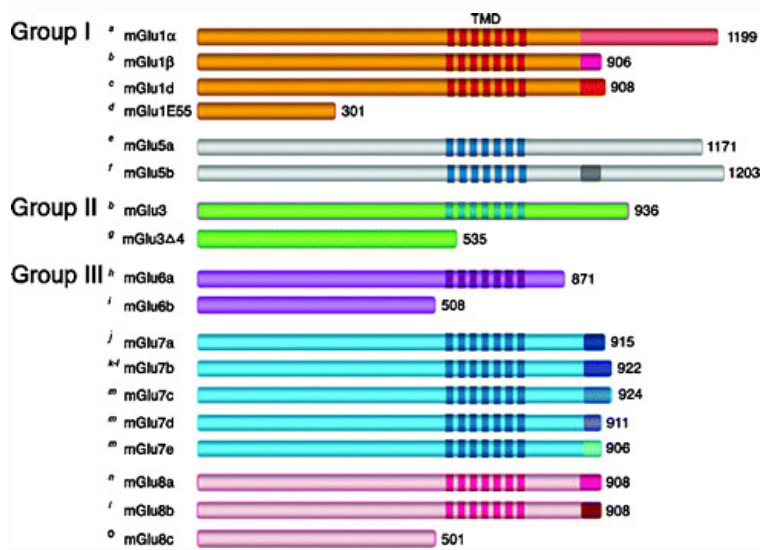 TMD
Group I a mGlu1α 1199
b mGlu1β 906
c mGlu1d 908
d mGlu1E55 301
e mGlu5a 1171
f mGlu5b 1203
Group II b mGlu3 936
g mGlu3Δ4 535
Group III h mGlu6a 871
i mGlu6b 508
j mGlu7a 915
k-l mGlu7b 922
m mGlu7c 924
m mGlu7d 911
m mGlu7e 906
n mGlu8a 908
mGlu8b 908
o mGlu8c 501